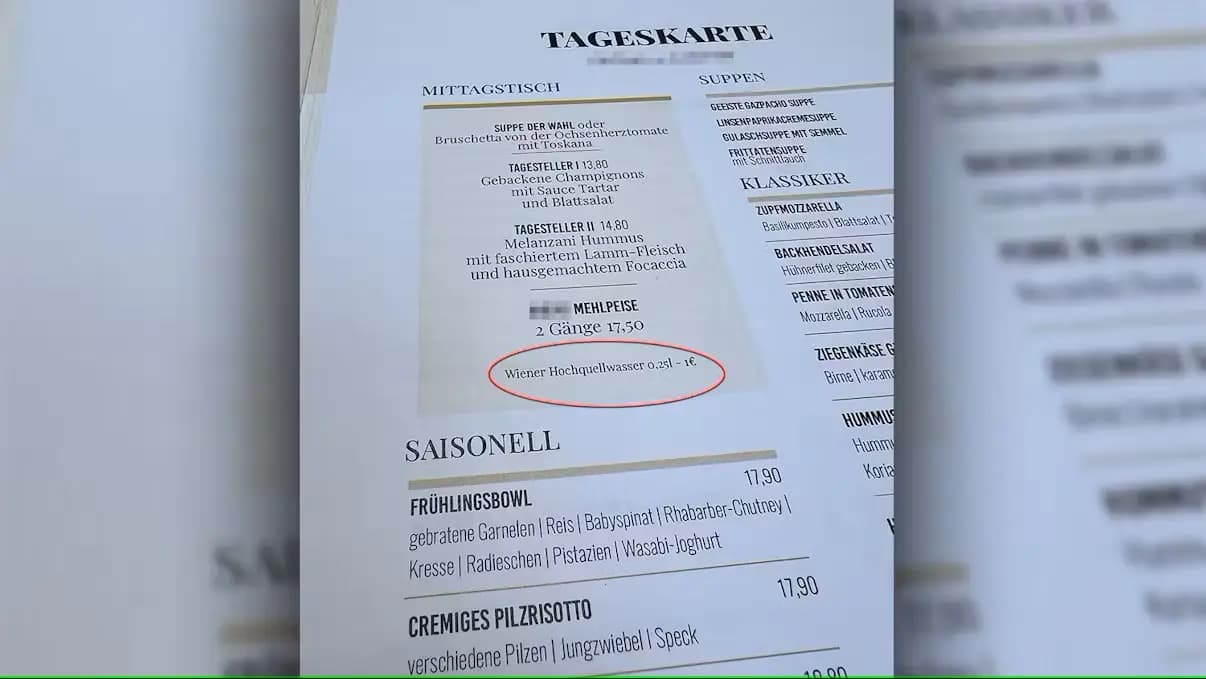 TAGESKARTE
MITTAGSTISCH
SUPPE DER WAHL oder
Bruschetta von der Ochsenherztomate
mit Toskana
TAGESTELLER I 13,80
Gebackene Champignons
mit Sauce Tartar
und Blattsalat
TAGESTELLER II 14,80
Melanzani Hummus
mit faschiertem Lamm-Fleisch
und hausgemachtem Focaccia
MEHLPEISE
2 Gänge 17,50
Wiener Hochquellwasser 0,25l - 1€
SAISONELL
FRÜHLINGSBOWL 17,90
gebratene Garnelen | Reis | Babyspinat | Rhabarber-Chutney |
Kresse | Radieschen | Pistazien | Wasabi-Joghurt
CREMIGES PILZRISOTTO 17,90
verschiedene Pilzen | Jungzwiebel | Speck
SUPPEN
GEEISTE GAZPACHO SUPPE
LINSENPAPRIKACREMESUPPE
GULASCHSUPPE MIT SEMMEL
FRITTATENSUPPE
mit Schnittlauch
KLASSIKER
ZUPFMOZZARELLA
Basilikumpesto | Blattsalat |
BACKHENDELSALAT
Hühnerfilet gebacken |
PENNE IN TOMATEN
Mozzarella | Rucola
ZIEGENKÄSE
Birne | karam
HUMMUS
Humm
Koria